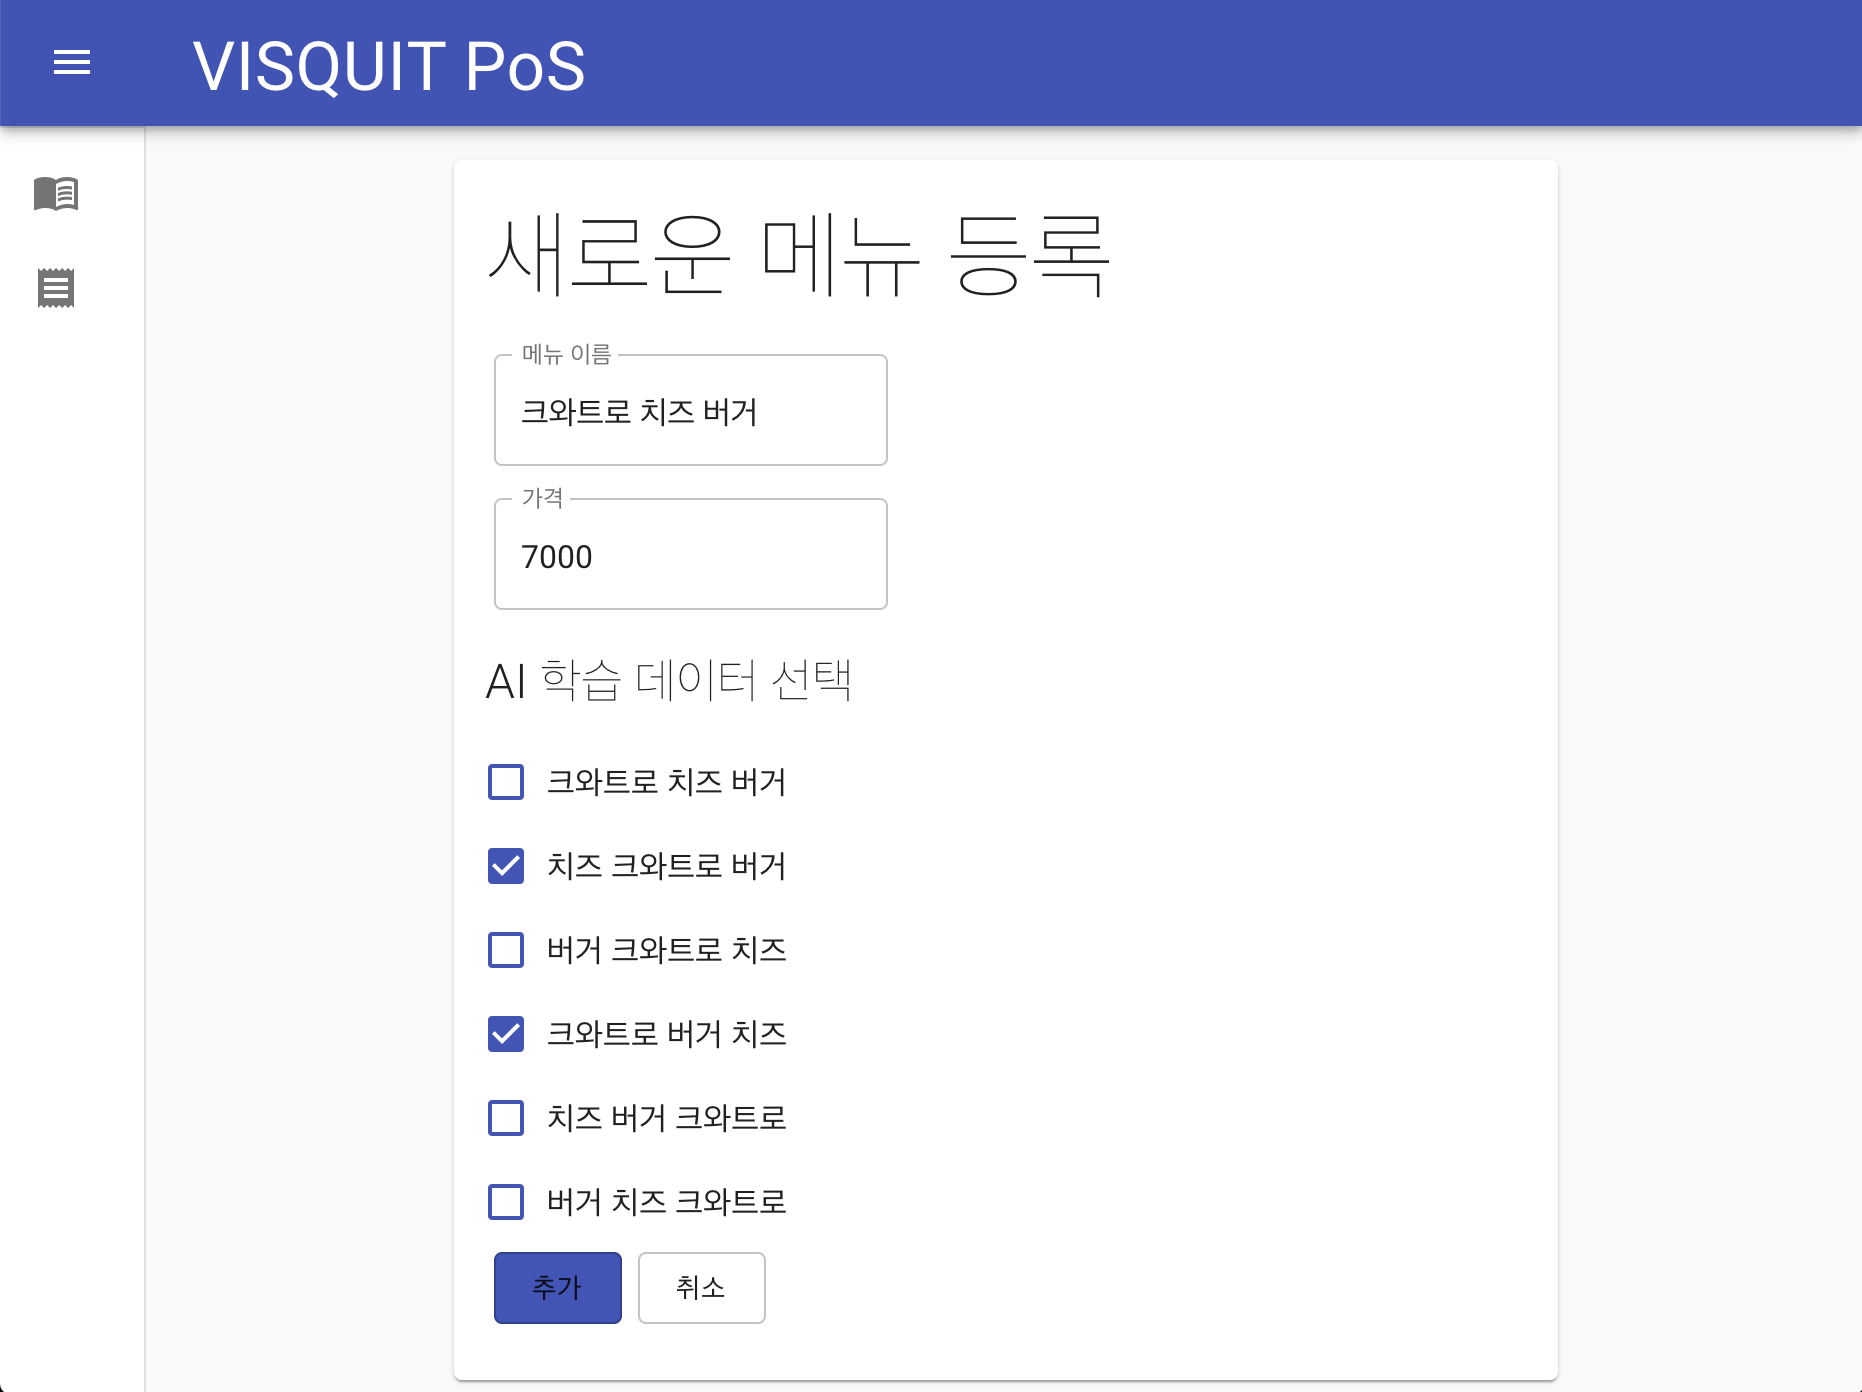 VISQUIT PoS
새로운 메뉴 등록
메뉴 이름
크와트로 치즈 버거
가격
7000
AI 학습 데이터 선택
크와트로 치즈 버거
치즈 크와트로 버거
버거 크와트로 치즈
크와트로 버거 치즈
치즈 버거 크와트로
버거 치즈 크와트로
추가 취소